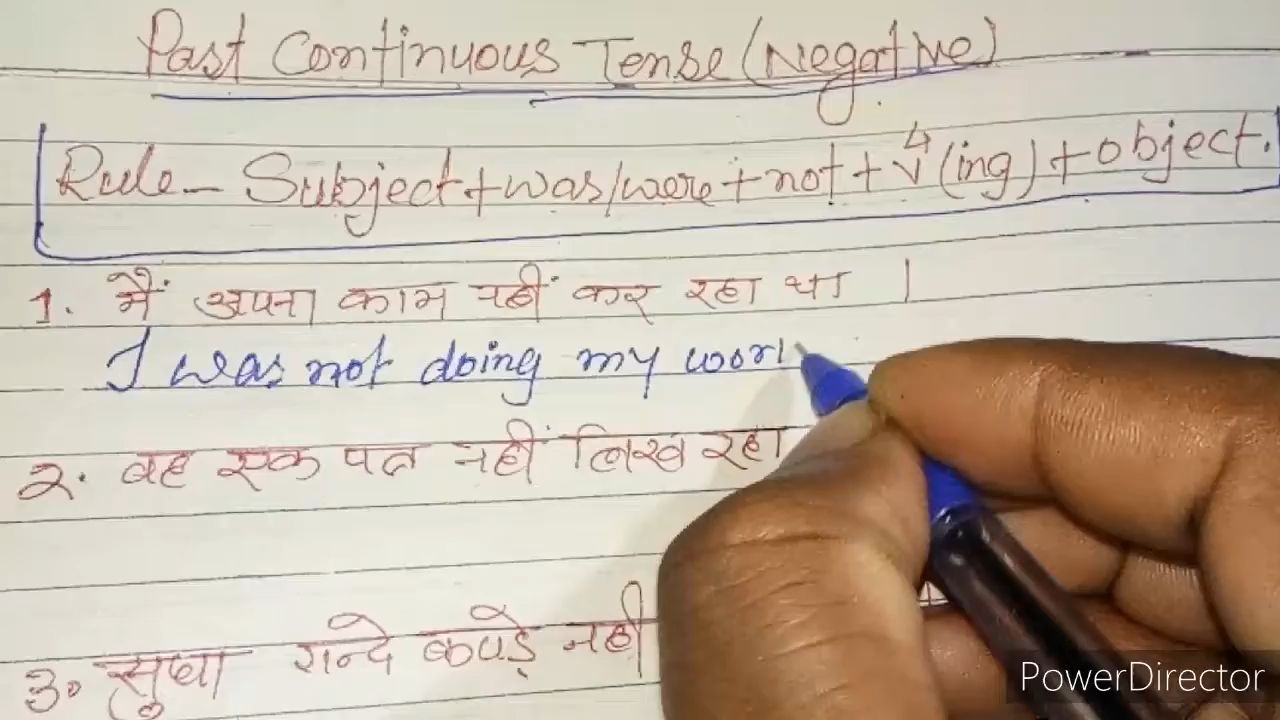 Past Continuous Tense (Negative)
Rule - Subject + was/were + not + v4 (ing) + object.
1. मैं अपना काम नहीं कर रहा था ।
I was not doing my wor
2. वह एक पत्र नहीं लिख रहा
3. सुधा गन्दे कपड़े नहीं
PowerDirector